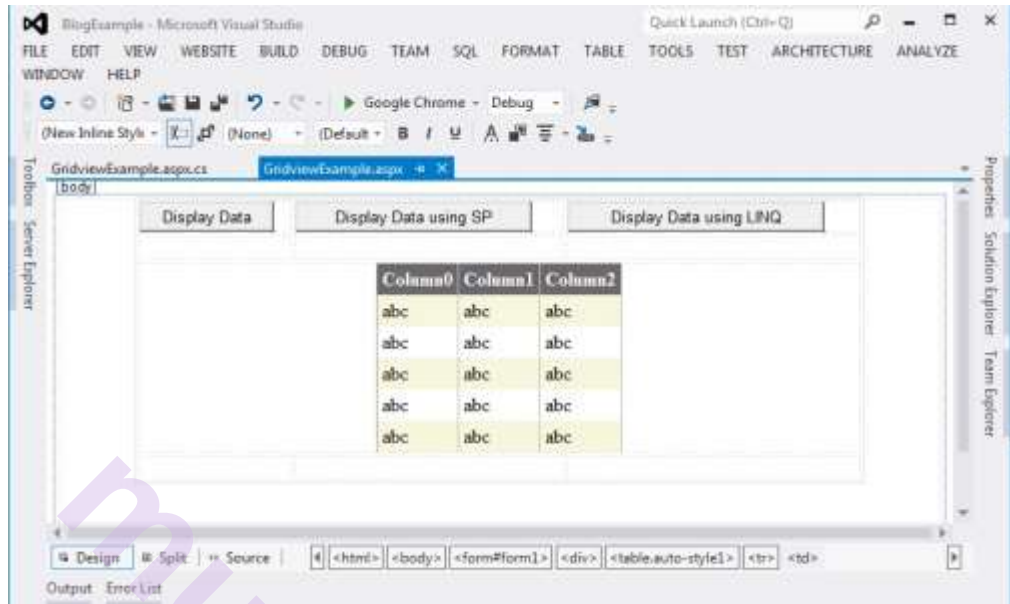 BlogExample - Microsoft Visual Studio
Quick Launch (Ctrl+Q)
FILE EDIT VIEW WEBSITE BUILD DEBUG TEAM SQL FORMAT TABLE TOOLS TEST ARCHITECTURE ANALYZE
WINDOW HELP
Google Chrome Debug
(New Inline Style (None) (Default B I U A
GridviewExample.aspx.cs GridviewExample.aspx
body
Display Data Display Data using SP Display Data using LINQ
Column0 Column1 Column2
abc abc abc
abc abc abc
abc abc abc
abc abc abc
abc abc abc
Design Split Source <html> <body> <form#form1> <div> <table.auto-style1> <tr> <td>
Output Error List
Toolbox
Server Explorer
Properties
Solution Explorer
Team Explorer